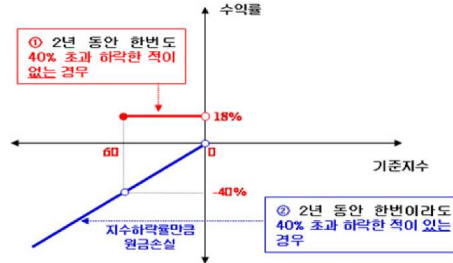 수익률
① 2년 동안 한번도
40% 초과 하락한 적이
없는 경우
18%
60
0
기준지수
-40%
지수하락률만큼
원금손실
② 2년 동안 한번이라도
40% 초과 하락한 적이 있는
경우